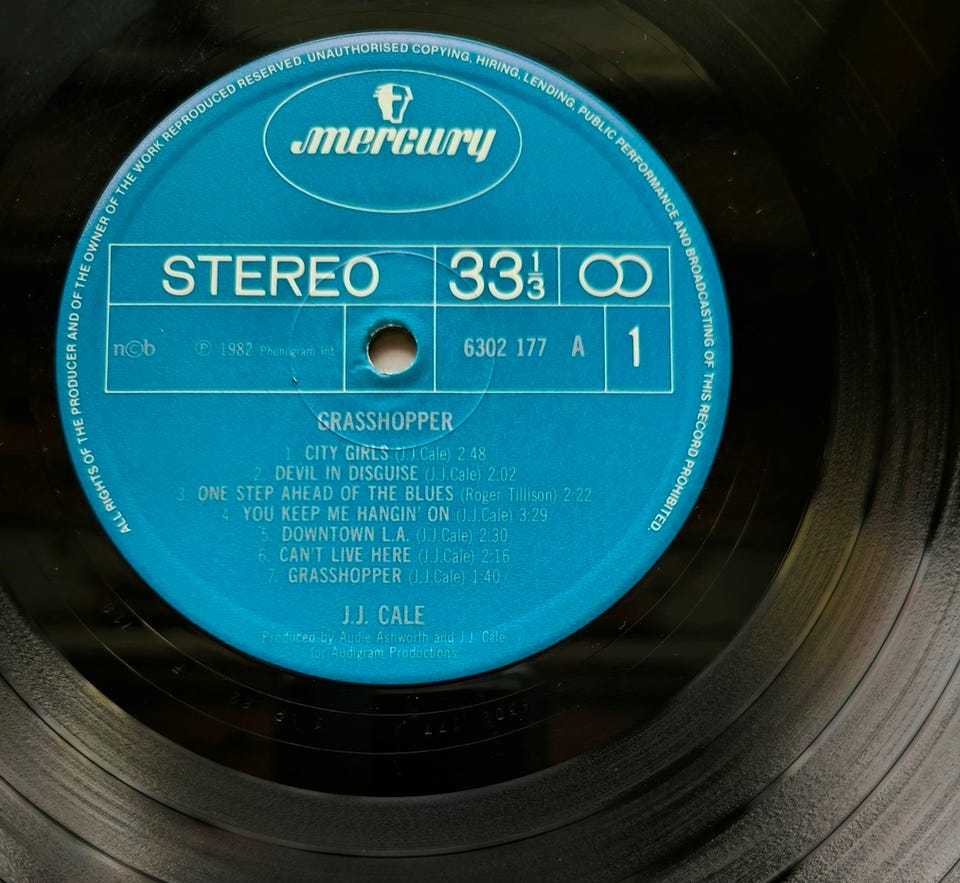 ALL RIGHTS OF THE PRODUCER AND OF THE OWNER OF THE WORK REPRODUCED RESERVED. UNAUTHORISED COPYING, HIRING, LENDING, PUBLIC PERFORMANCE AND BROADCASTING OF THIS RECORD PROHIBITED.
mercury
STEREO 33 1/3
n©b ℗ 1982 Phonogram Int 6302 177 A 1
GRASSHOPPER
1. CITY GIRLS (J.J.Cale) 2:48
2. DEVIL IN DISGUISE (J.J.Cale) 2:02
3. ONE STEP AHEAD OF THE BLUES (Roger Tillison) 2:22
4. YOU KEEP ME HANGIN' ON (J.J.Cale) 3:29
5. DOWNTOWN L.A. (J.J.Cale) 2:30
6. CAN'T LIVE HERE (J.J.Cale) 2:16
7. GRASSHOPPER (J.J.Cale) 1:40
J.J. CALE
Produced by Audie Ashworth and J.J. Cale
for Audigram Productions